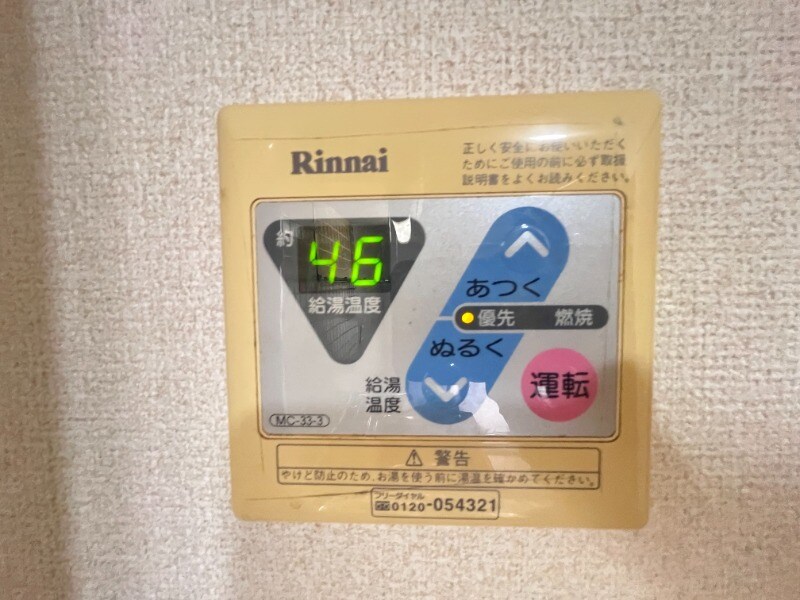 Rinnai
正しく安全にお使いいただく
ためにご使用の前に必ず取扱
説明書をよくお読みください。
約
46
給湯温度
あつく
優先 燃焼
ぬるく
給湯
温度
運転
MC-33-3
⚠ 警告
やけど防止のため、お湯を使う前に湯温を確かめてください。
フリーダイヤル
0120-054321